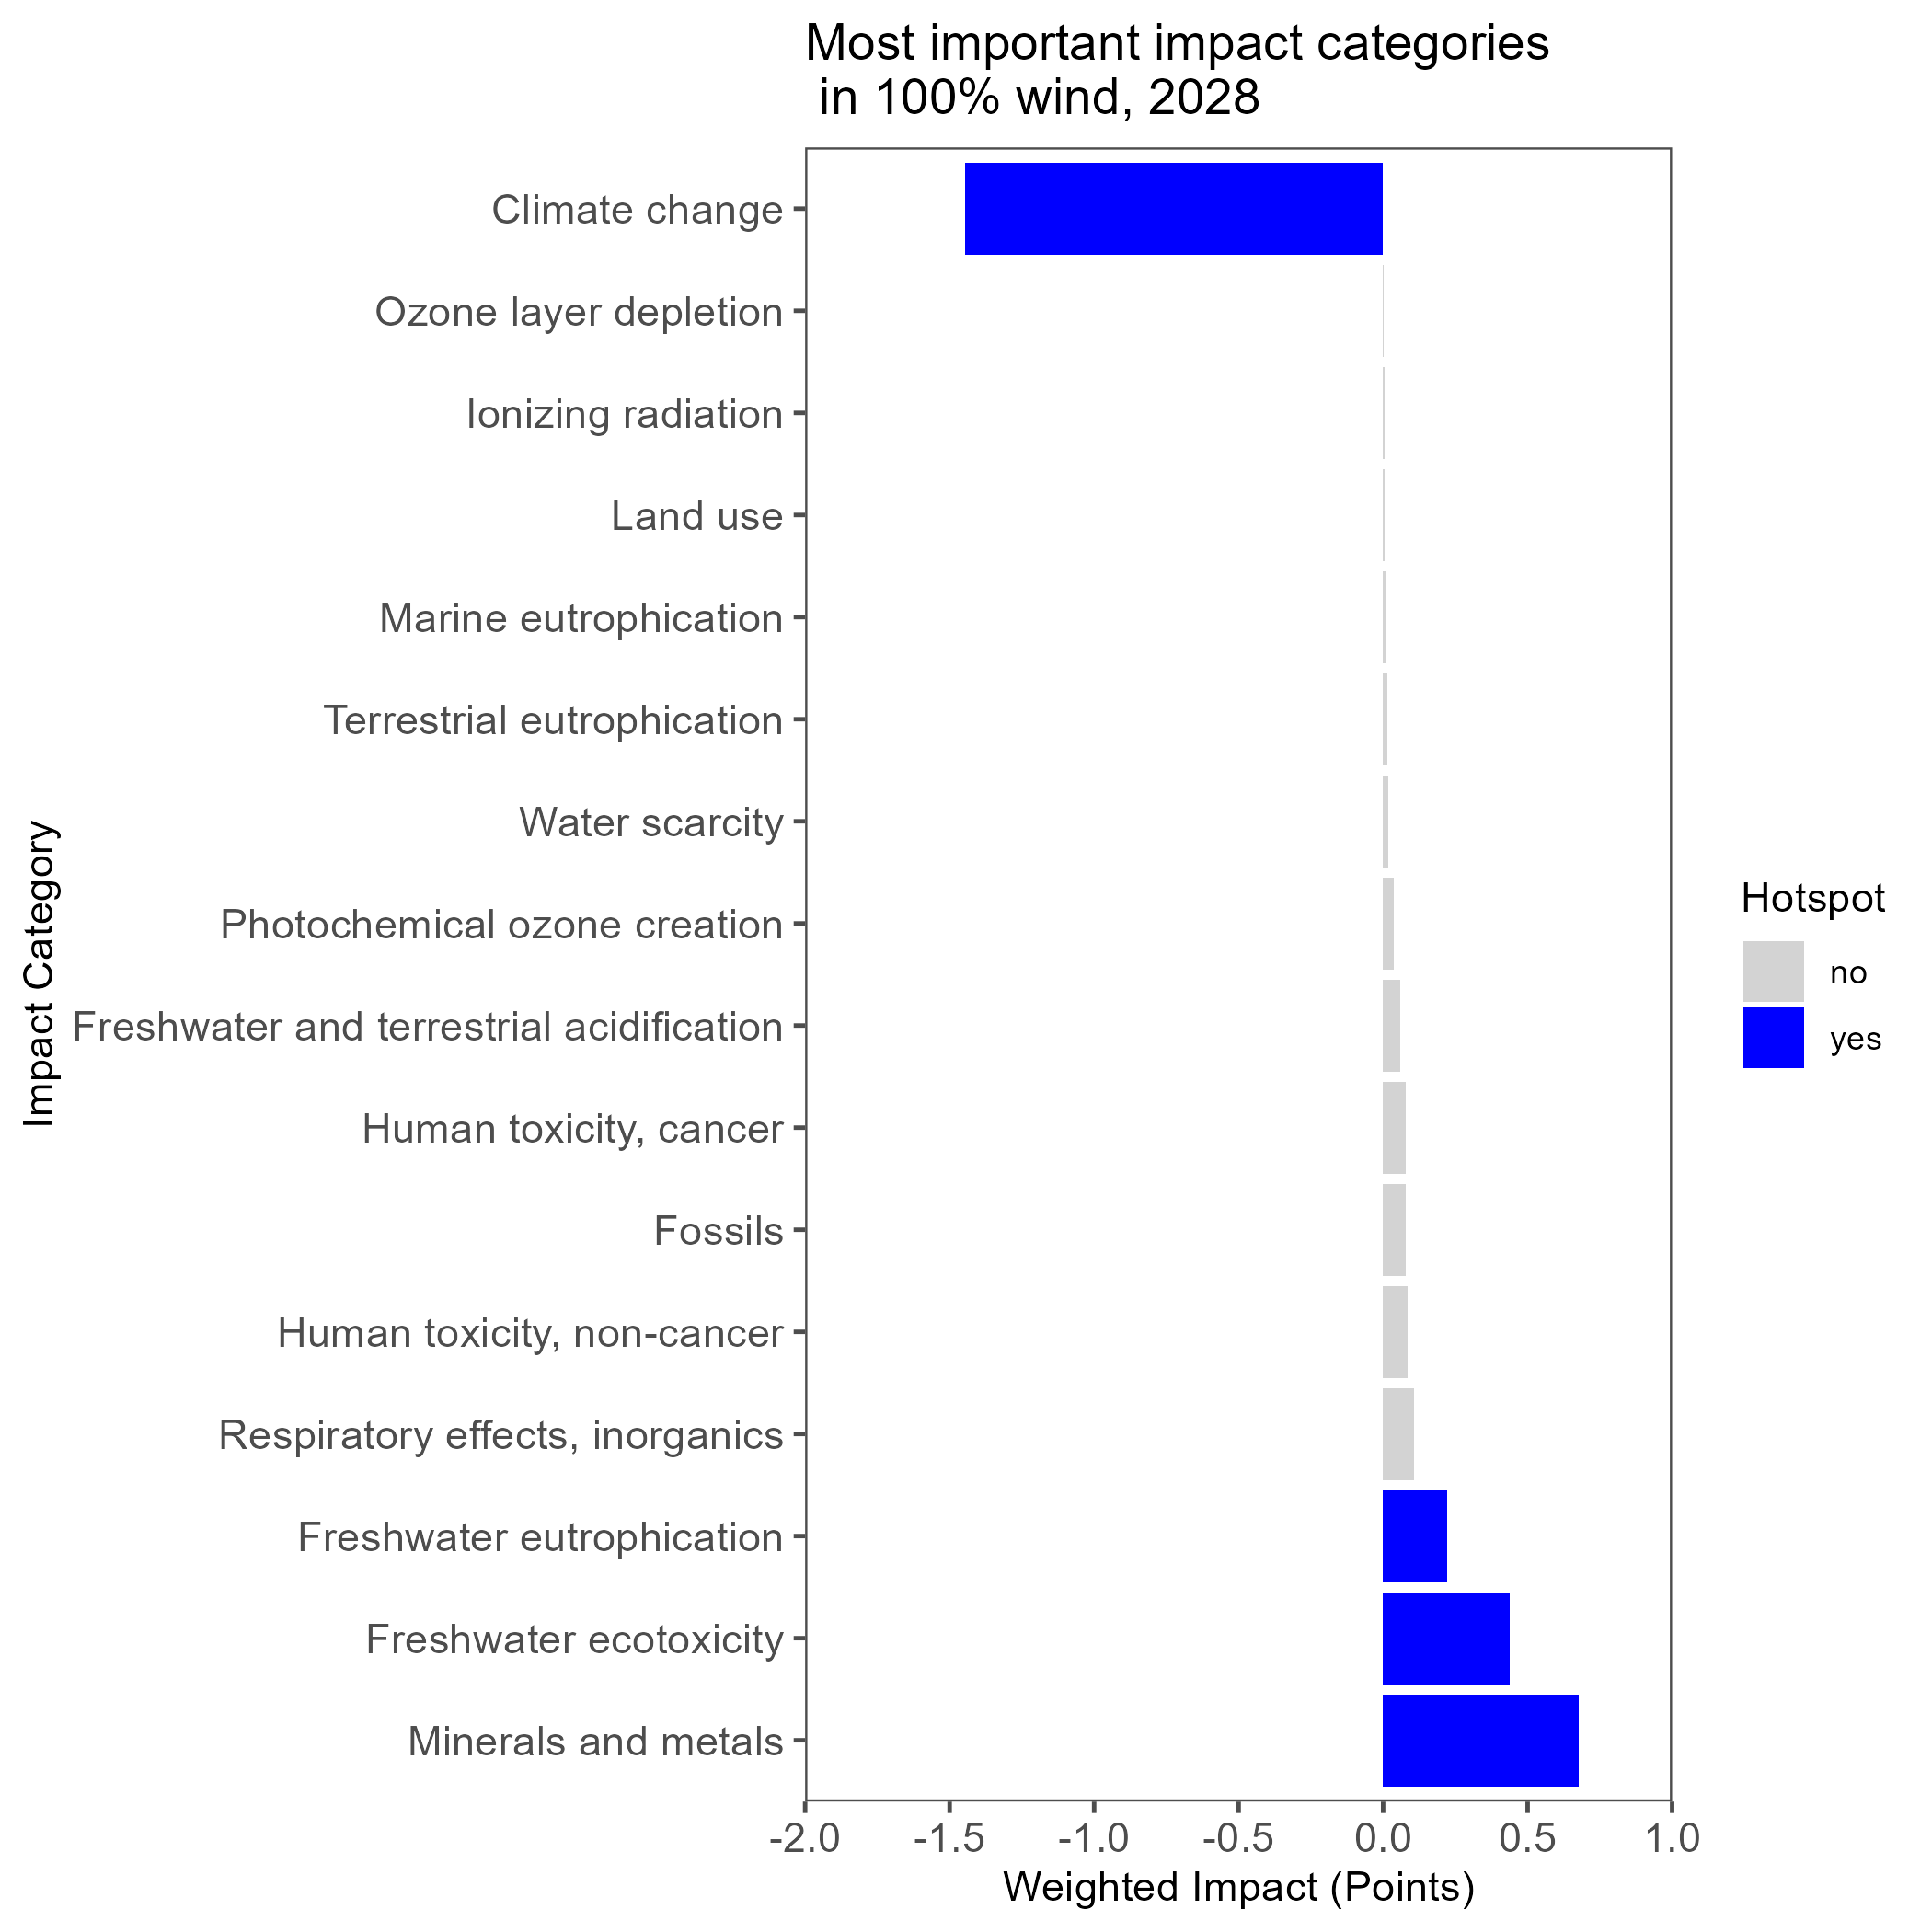 Most important impact categories
in 100% wind, 2028
Impact Category
Climate change
Ozone layer depletion
Ionizing radiation
Land use
Marine eutrophication
Terrestrial eutrophication
Water scarcity
Photochemical ozone creation
Freshwater and terrestrial acidification
Human toxicity, cancer
Fossils
Human toxicity, non-cancer
Respiratory effects, inorganics
Freshwater eutrophication
Freshwater ecotoxicity
Minerals and metals
-2.0 -1.5 -1.0 -0.5 0.0 0.5 1.0
Weighted Impact (Points)
Hotspot
no
yes